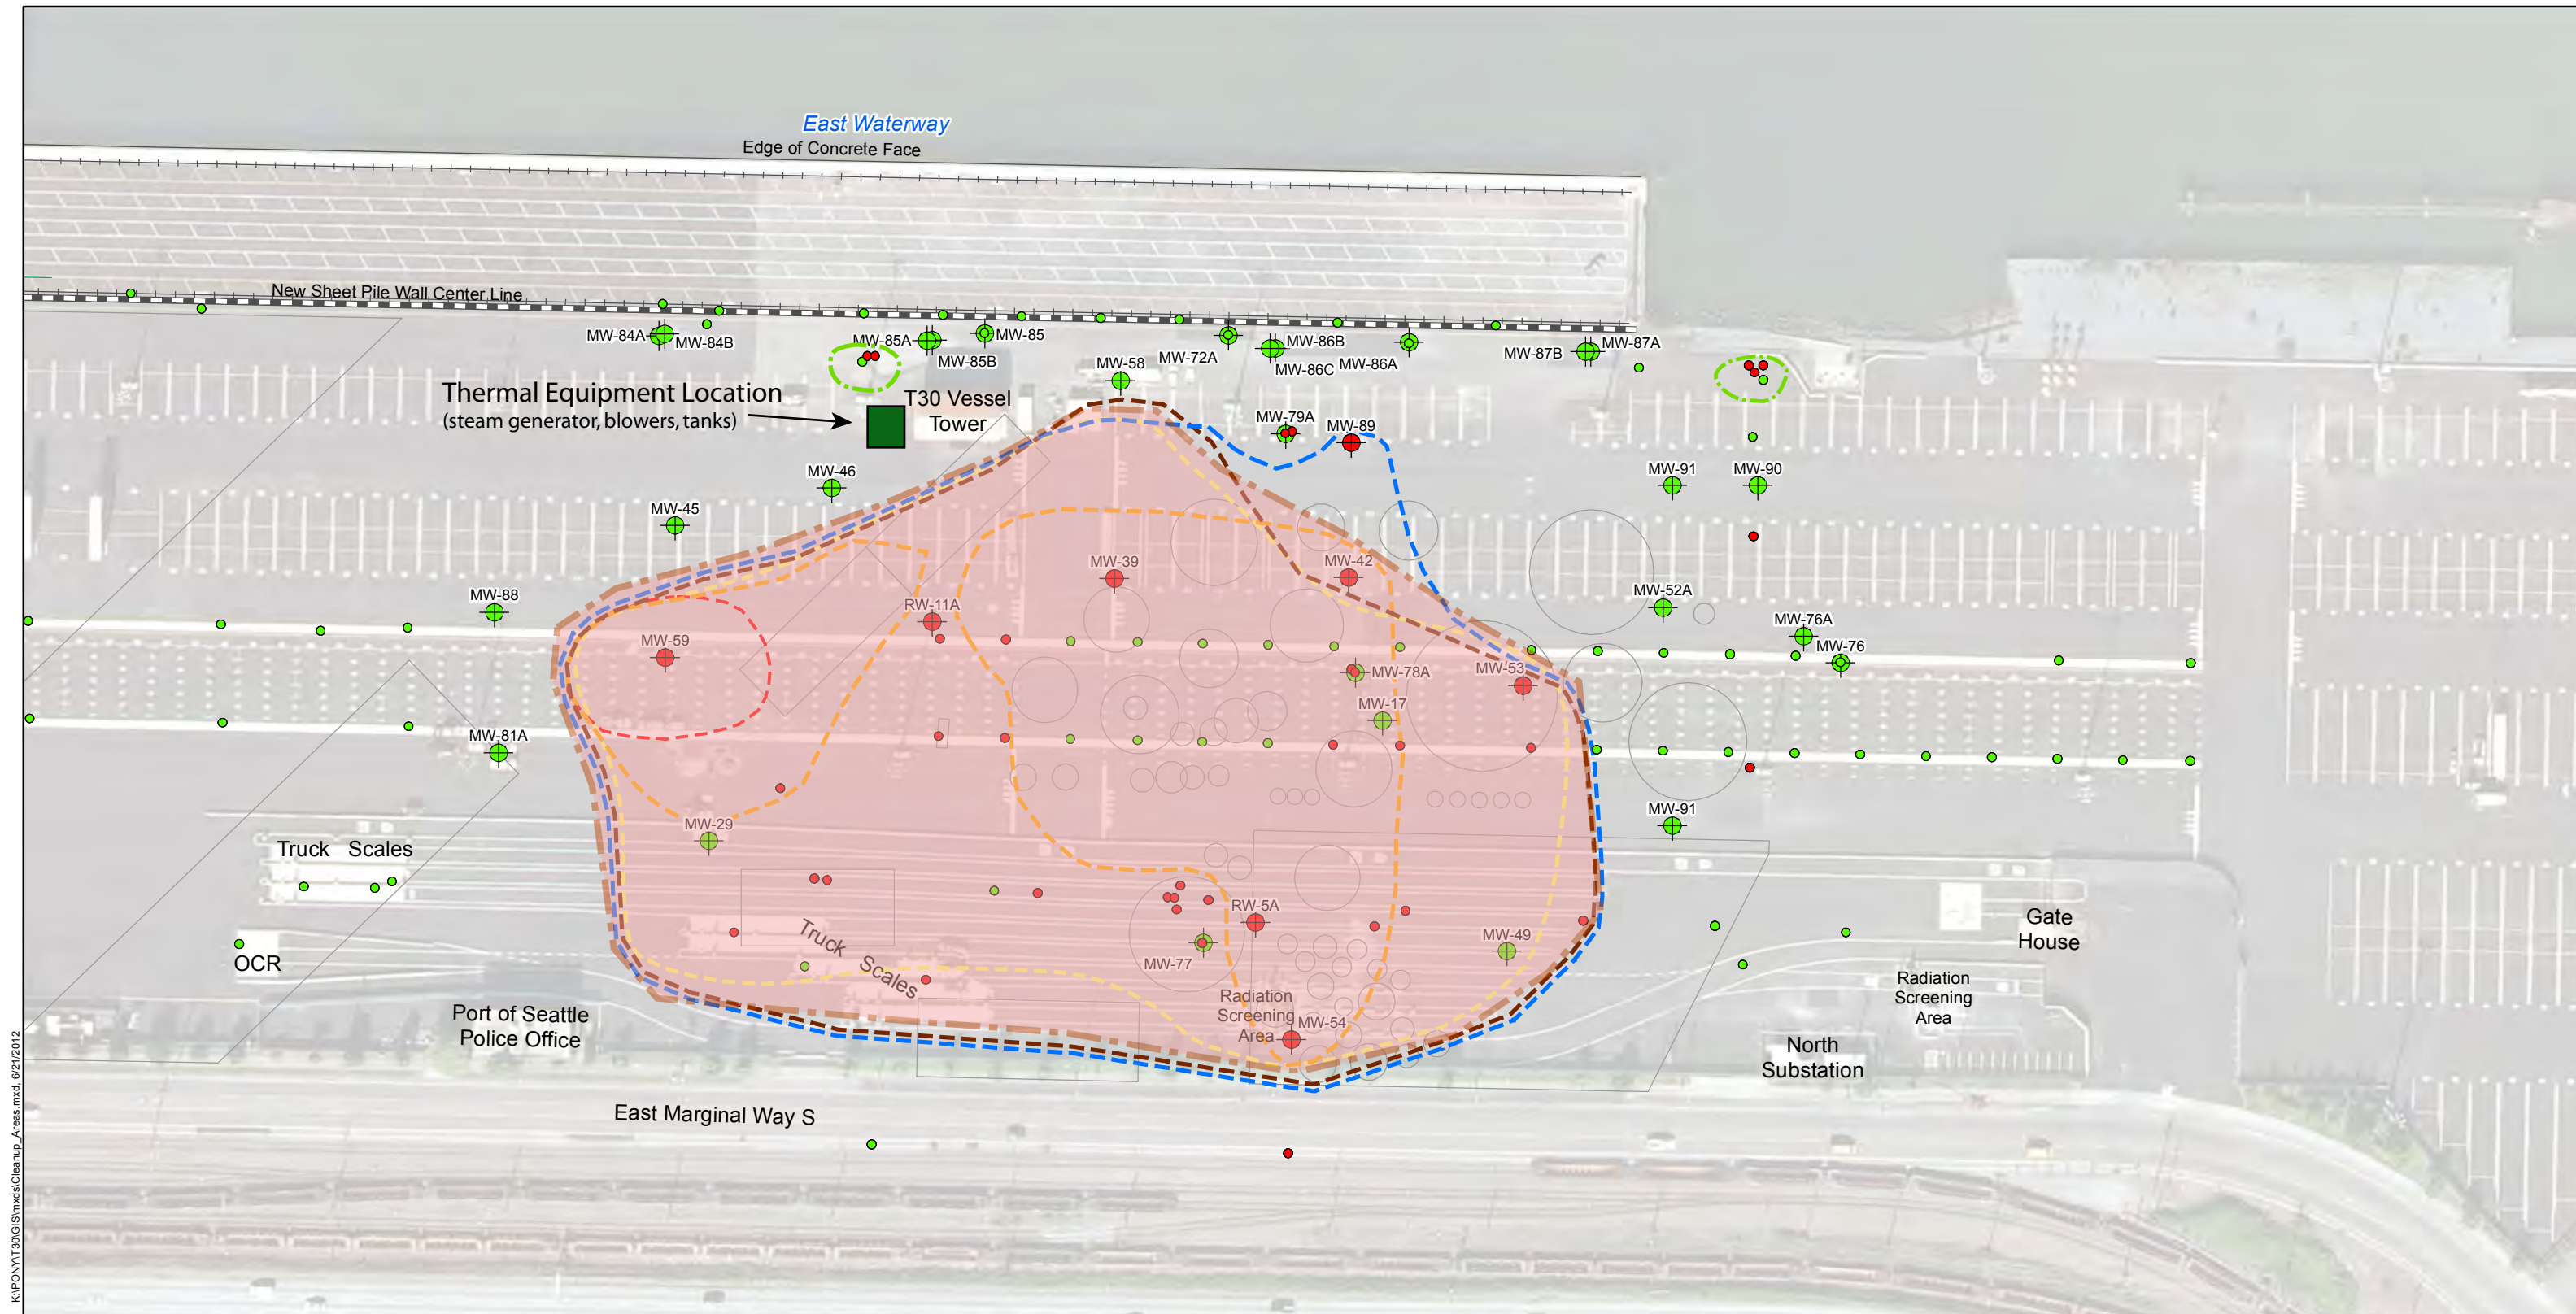 East Waterway
Edge of Concrete Face
New Sheet Pile Wall Center Line
MW-84A
MW-84B
MW-85A
MW-85B
MW-85
MW-58
MW-72A
MW-86B
MW-86C
MW-86A
MW-87B
MW-87A
Thermal Equipment Location
(steam generator, blowers, tanks)
T30 Vessel
Tower
MW-79A
MW-89
MW-46
MW-45
MW-91
MW-90
MW-39
MW-42
MW-88
RW-11A
MW-52A
MW-59
MW-76A
MW-76
MW-78A
MW-53
MW-17
MW-81A
MW-29
MW-91
Truck Scales
OCR
Truck Scales
RW-5A
MW-49
MW-77
Gate
House
Radiation
Screening
Area
MW-54
Radiation
Screening
Area
Port of Seattle
Police Office
North
Substation
East Marginal Way S
K:\PONY\T30\GIS\mxds\Cleanup_Areas.mxd, 6/21/2012